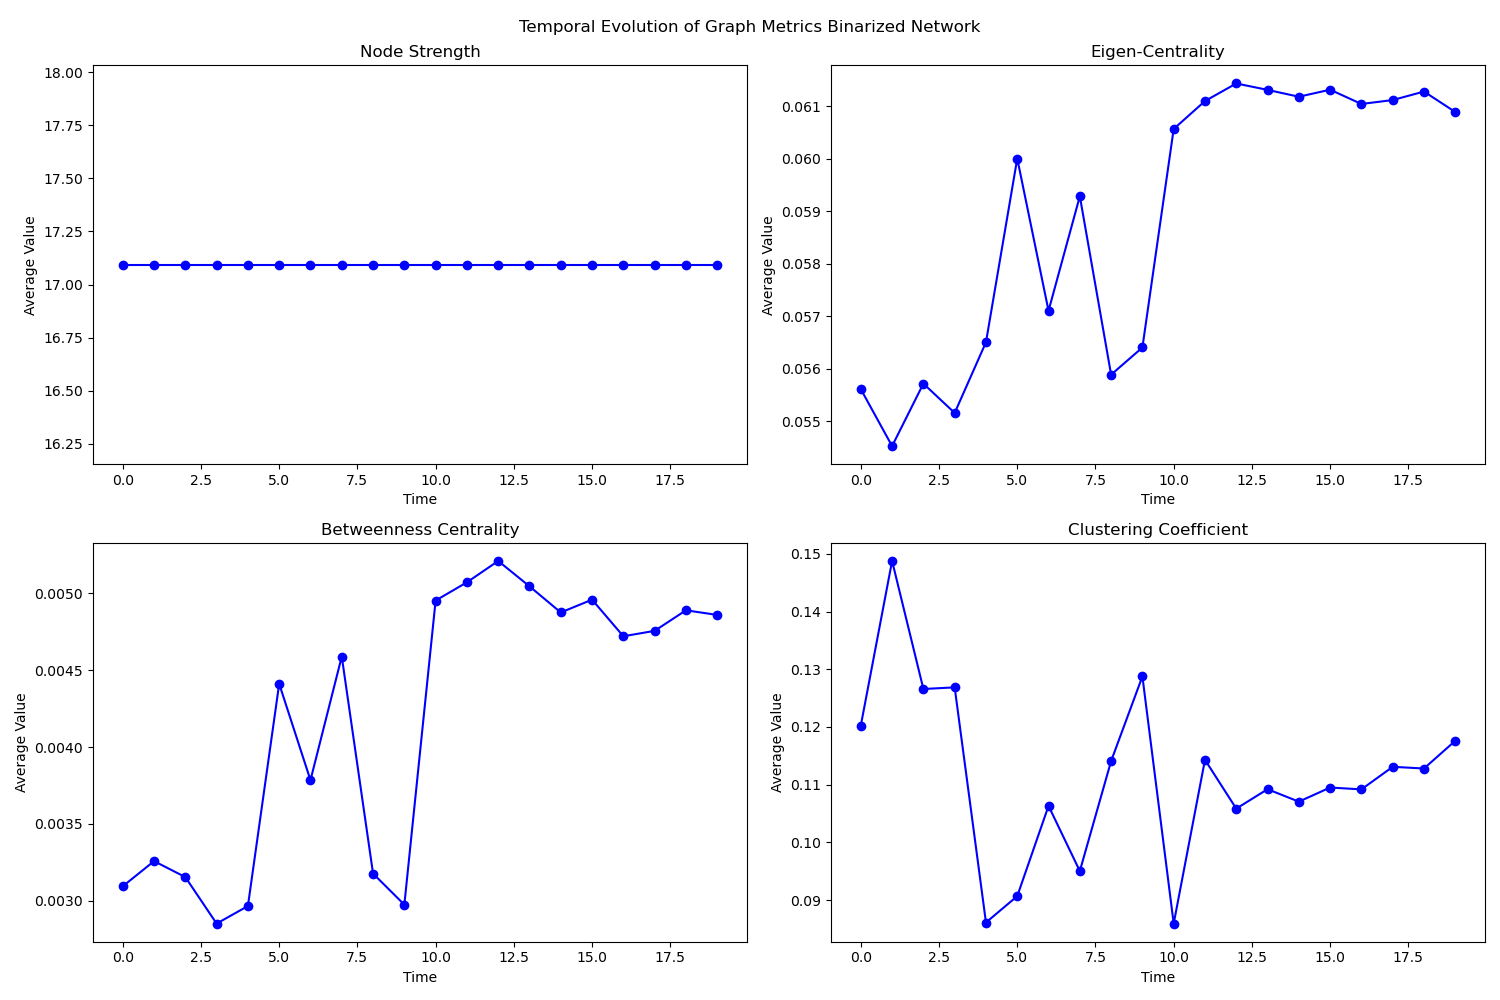 Temporal Evolution of Graph Metrics Binarized Network
Node Strength
18.00
17.75
17.50
17.25
17.00
16.75
16.50
16.25
Average Value
0.0 2.5 5.0 7.5 10.0 12.5 15.0 17.5
Time
Eigen-Centrality
0.061
0.060
0.059
0.058
0.057
0.056
0.055
Average Value
0.0 2.5 5.0 7.5 10.0 12.5 15.0 17.5
Time
Betweenness Centrality
0.0050
0.0045
0.0040
0.0035
0.0030
Average Value
0.0 2.5 5.0 7.5 10.0 12.5 15.0 17.5
Time
Clustering Coefficient
0.15
0.14
0.13
0.12
0.11
0.10
0.09
Average Value
0.0 2.5 5.0 7.5 10.0 12.5 15.0 17.5
Time